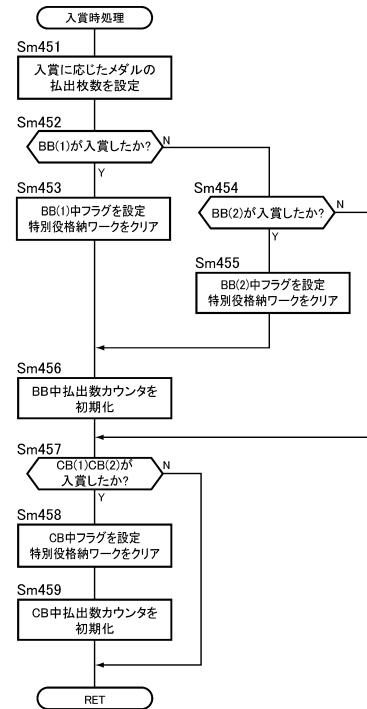 入賞時処理
Sm451
入賞に応じたメダルの
払出枚数を設定
Sm452
BB(1)が入賞したか?
N
Y
Sm453
BB(1)中フラグを設定
特別役格納ワークをクリア
Sm454
BB(2)が入賞したか?
N
Y
Sm455
BB(2)中フラグを設定
特別役格納ワークをクリア
Sm456
BB中払出数カウンタを
初期化
Sm457
CB(1)CB(2)が
入賞したか?
N
Y
Sm458
CB中フラグを設定
特別役格納ワークをクリア
Sm459
CB中払出数カウンタを
初期化
RET